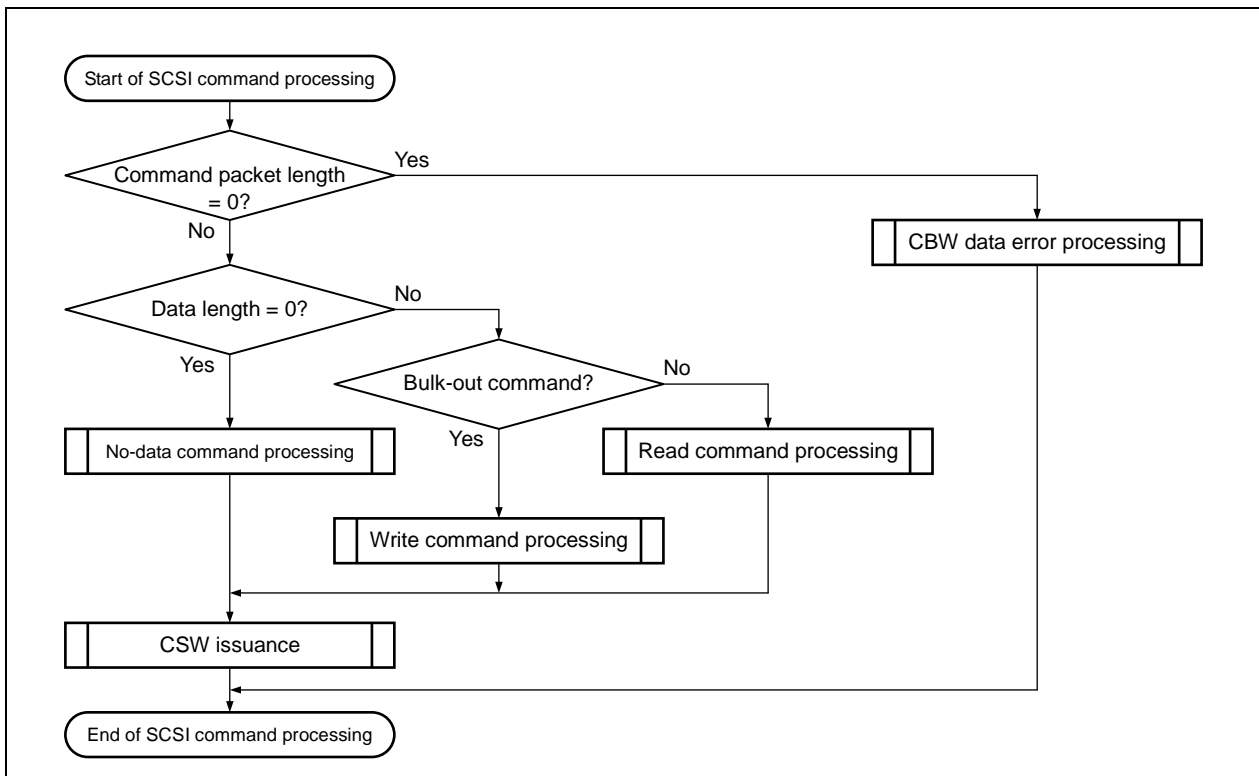 Start of SCSI command processing
Command packet length
= 0?
Yes
No
CBW data error processing
Data length = 0?
No
Yes
Bulk-out command?
No
Yes
No-data command processing
Read command processing
Write command processing
CSW issuance
End of SCSI command processing